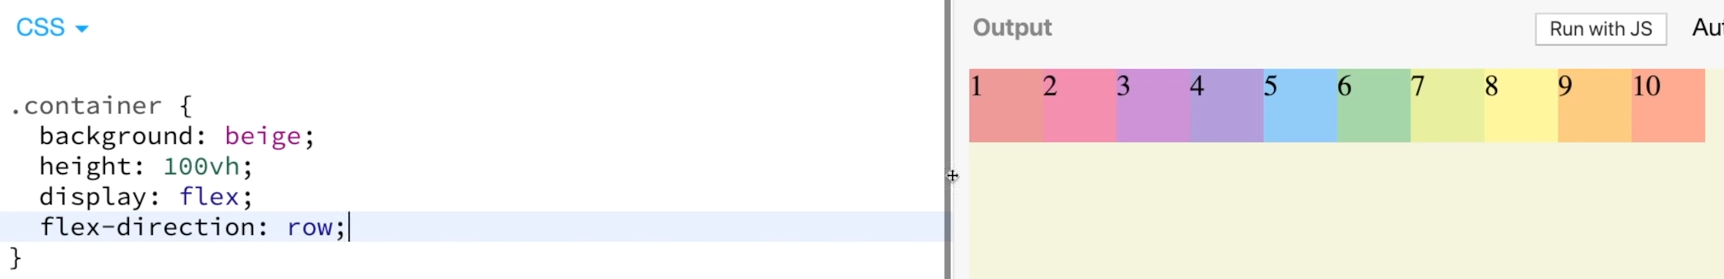 CSS
Output
Run with JS
Aut
.container {
background: beige;
height: 100vh;
display: flex;
flex-direction: row;
}
1 2 3 4 5 6 7 8 9 10